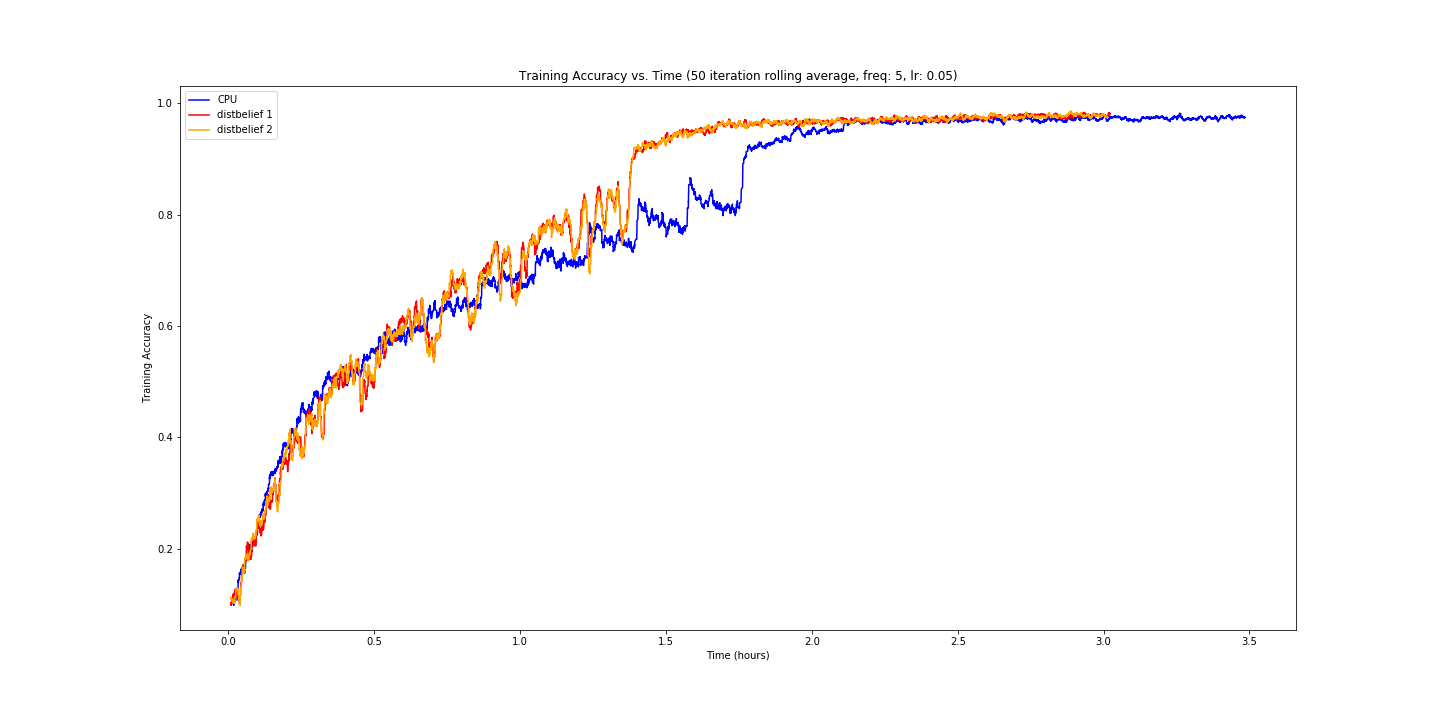 Training Accuracy vs. Time (50 iteration rolling average, freq: 5, lr: 0.05)
CPU
distbelief 1
distbelief 2
1.0
0.8
0.6
0.4
0.2
Training Accuracy
0.0 0.5 1.0 1.5 2.0 2.5 3.0 3.5
Time (hours)